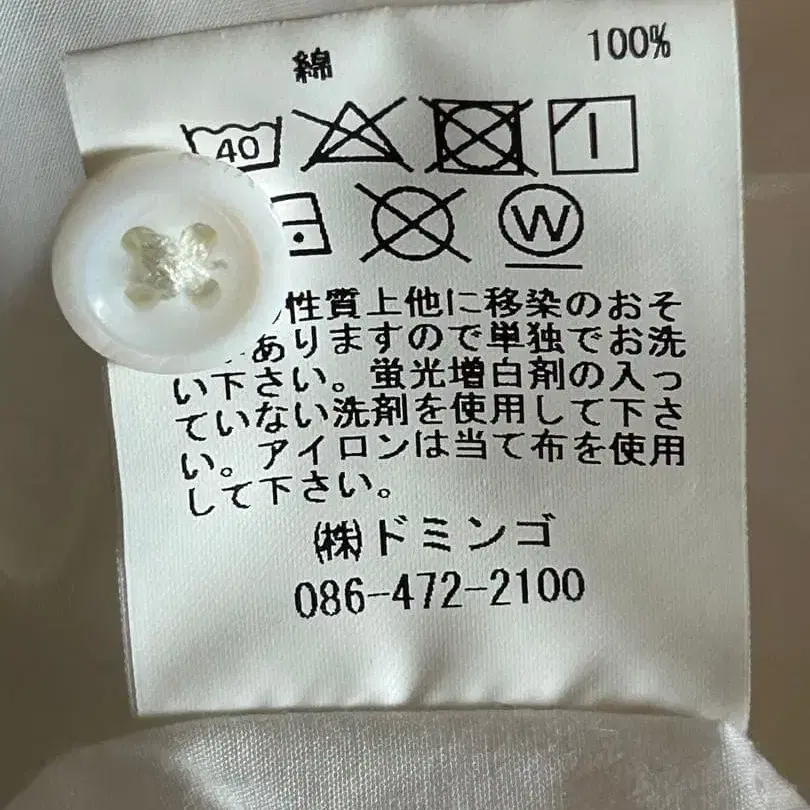 綿 100%
40
W
性質上他に移染のおそ
ありますので単独でお洗
い下さい。蛍光増白剤の入っ
ていない洗剤を使用して下さ
い。アイロンは当て布を使用
して下さい。
㈱ドミンゴ
086-472-2100